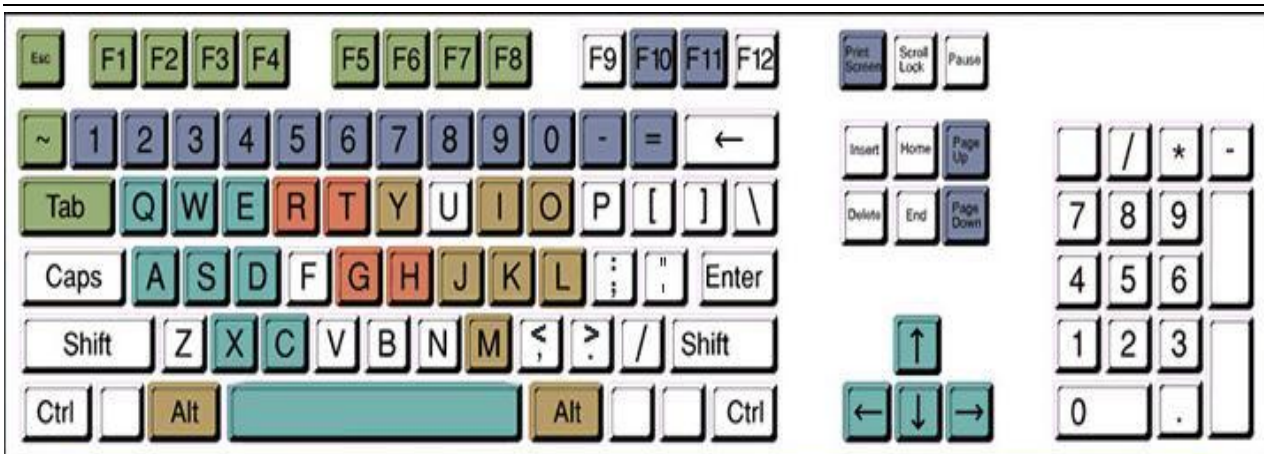 Esc F1 F2 F3 F4 F5 F6 F7 F8 F9 F10 F11 F12 Print Screen Scroll Lock Pause
~ 1 2 3 4 5 6 7 8 9 0 - = ← Insert Home Page Up / * -
Tab Q W E R T Y U I O P [ ] \ Delete End Page Down 7 8 9
Caps A S D F G H J K L ; " ' Enter 4 5 6
Shift Z X C V B N M < , > . / Shift ↑ 1 2 3
Ctrl Alt Alt Ctrl ← ↓ → 0 .